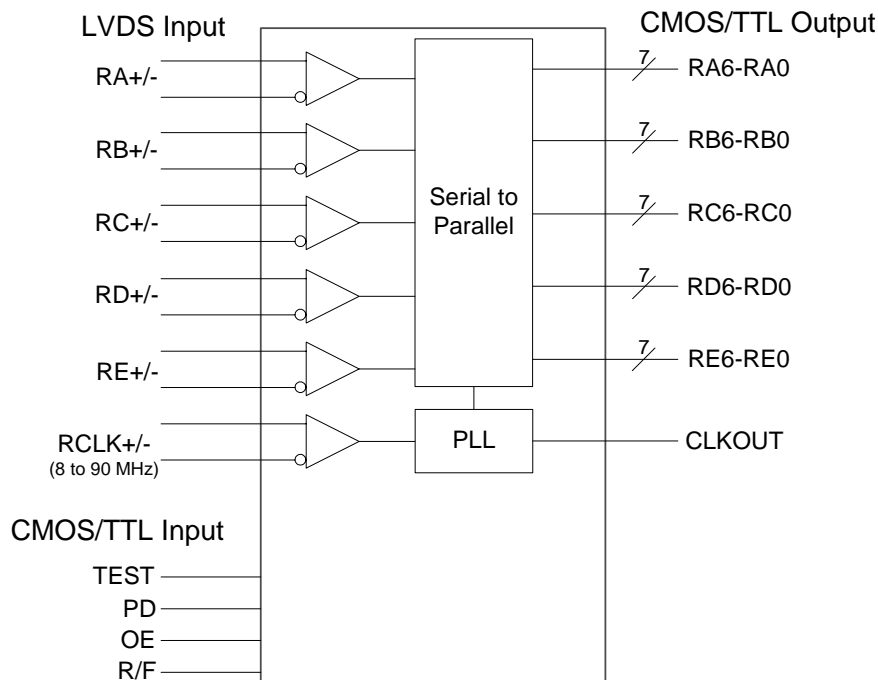 LVDS Input
CMOS/TTL Output
RA+/-
7
RA6-RA0
RB+/-
7
RB6-RB0
RC+/-
Serial to
Parallel
7
RC6-RC0
RD+/-
7
RD6-RD0
RE+/-
7
RE6-RE0
RCLK+/-
(8 to 90 MHz)
PLL
CLKOUT
CMOS/TTL Input
TEST
PD
OE
R/F